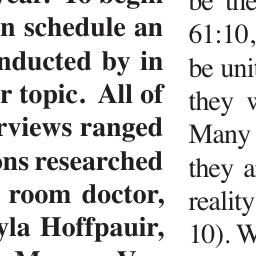 year. To begin
n schedule an
nducted by in
r topic. All of
rviews ranged
ons researched
room doctor,
yla Hoffpauir,
be the
61:10,
be unit
they
Many
they a
reality
10). W